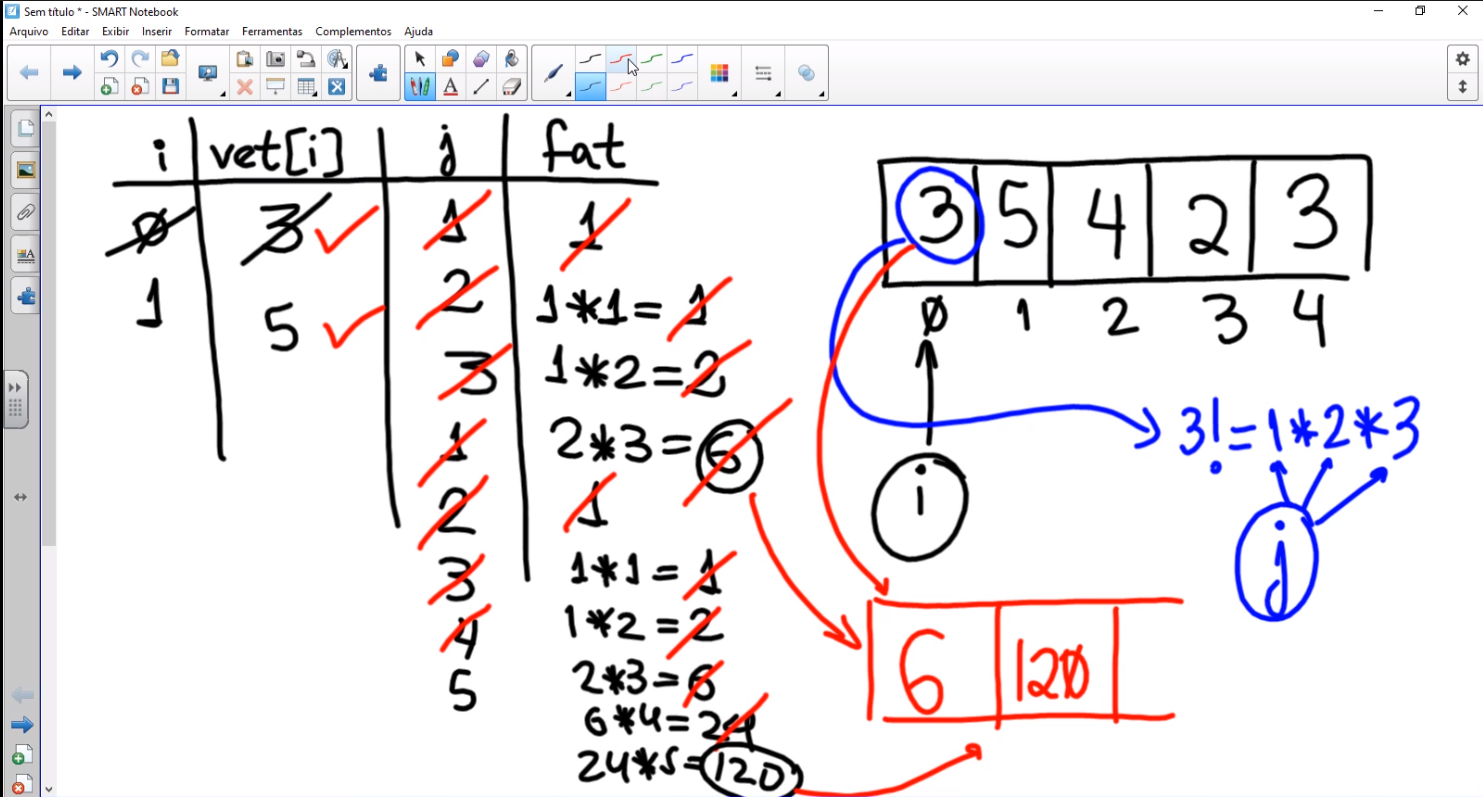 Sem título * - SMART Notebook
Arquivo Editar Exibir Inserir Formatar Ferramentas Complementos Ajuda
i vet[i] j fat
0 3 1 1
1 5 2 1*1=1
3 1*2=2
1 2*3=6
2 1
3 1*1=1
4 1*2=2
5 2*3=6
6*4=24
24*5=120
3 5 4 2 3
0 1 2 3 4
i
3!=1*2*3
j
6 120